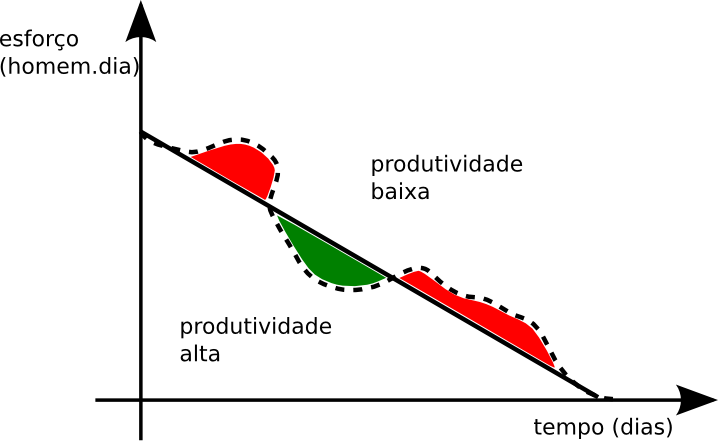 esforço
(homem.dia)
produtividade
baixa
produtividade
alta
tempo (dias)